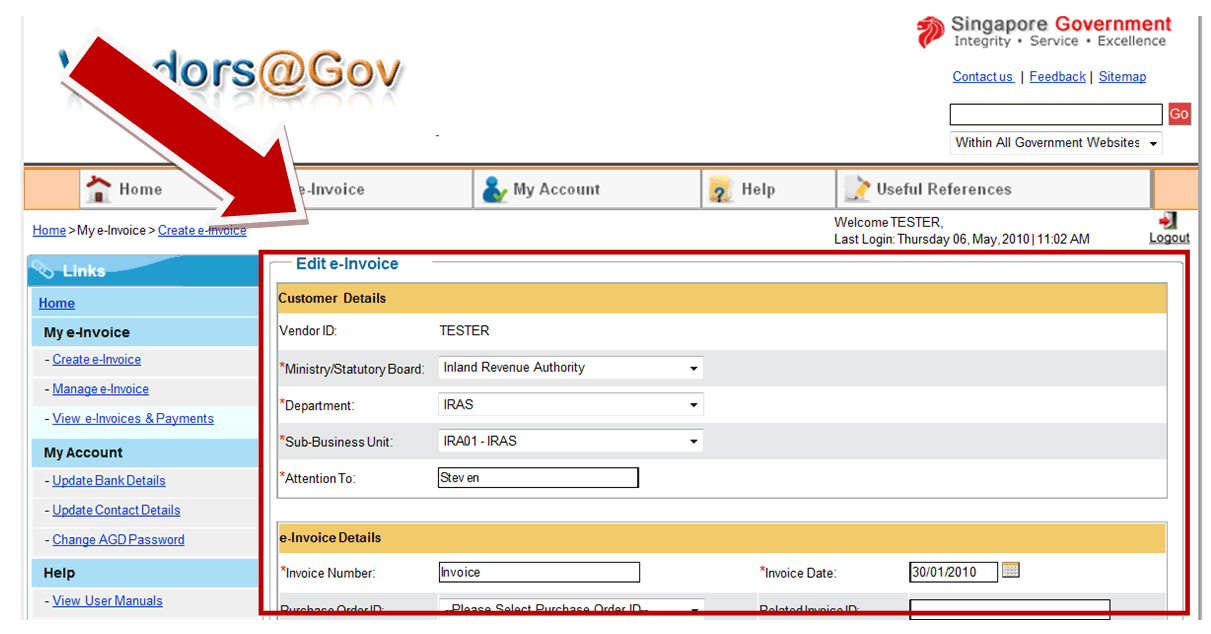 Singapore Government
Integrity • Service • Excellence
dors@Gov
Contact us | Feedback | Sitemap
Go
Within All Government Websites
Home
e-Invoice
My Account
Help
Useful References
Home > My e-Invoice > Create e-Invoice
Welcome TESTER,
Last Login: Thursday 06, May, 2010 | 11:02 AM
Logout
Links
Home
My e-Invoice
- Create e-Invoice
- Manage e-Invoice
- View e-Invoices & Payments
My Account
- Update Bank Details
- Update Contact Details
- Change AGD Password
Help
- View User Manuals
Edit e-Invoice
Customer Details
Vendor ID: TESTER
*Ministry/Statutory Board: Inland Revenue Authority
*Department: IRAS
*Sub-Business Unit: IRA01 - IRAS
*Attention To: Steven
e-Invoice Details
*Invoice Number: Invoice *Invoice Date: 30/01/2010
Purchase Order ID: --Please Select Purchase Order ID-- Related Invoice ID: